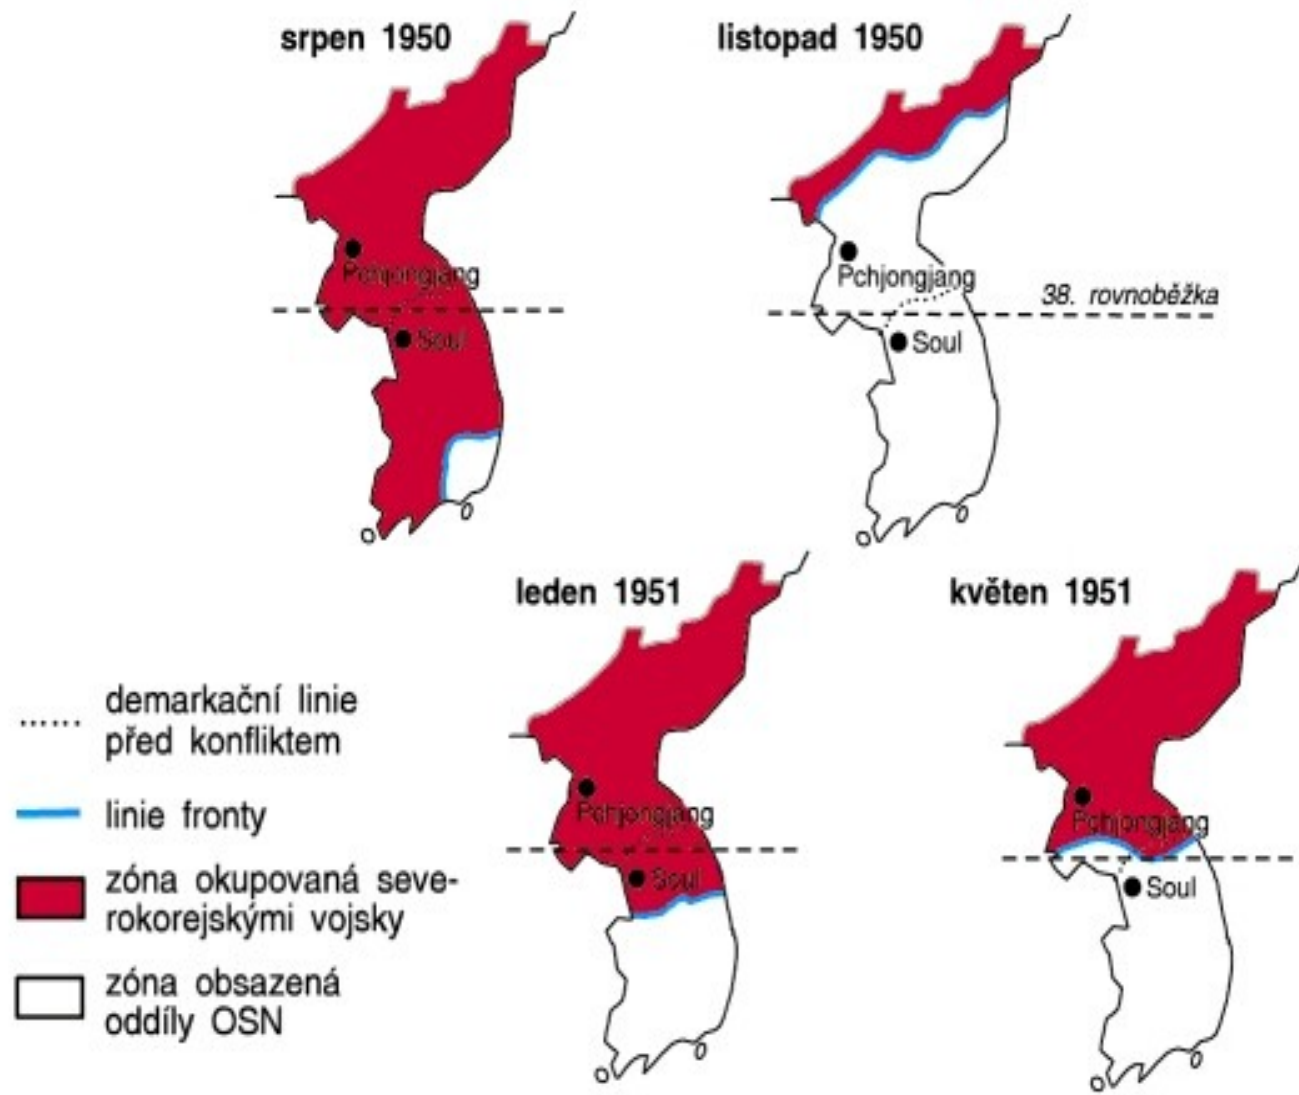 srpen 1950
Pchjongjang
Soul
listopad 1950
Pchjongjang
38. rovnoběžka
Soul
leden 1951
Pchjongjang
Soul
květen 1951
Pchjongjang
Soul
demarkační linie
před konfliktem
linie fronty
zóna okupovaná seve-
rokorejskými vojsky
zóna obsazená
oddíly OSN